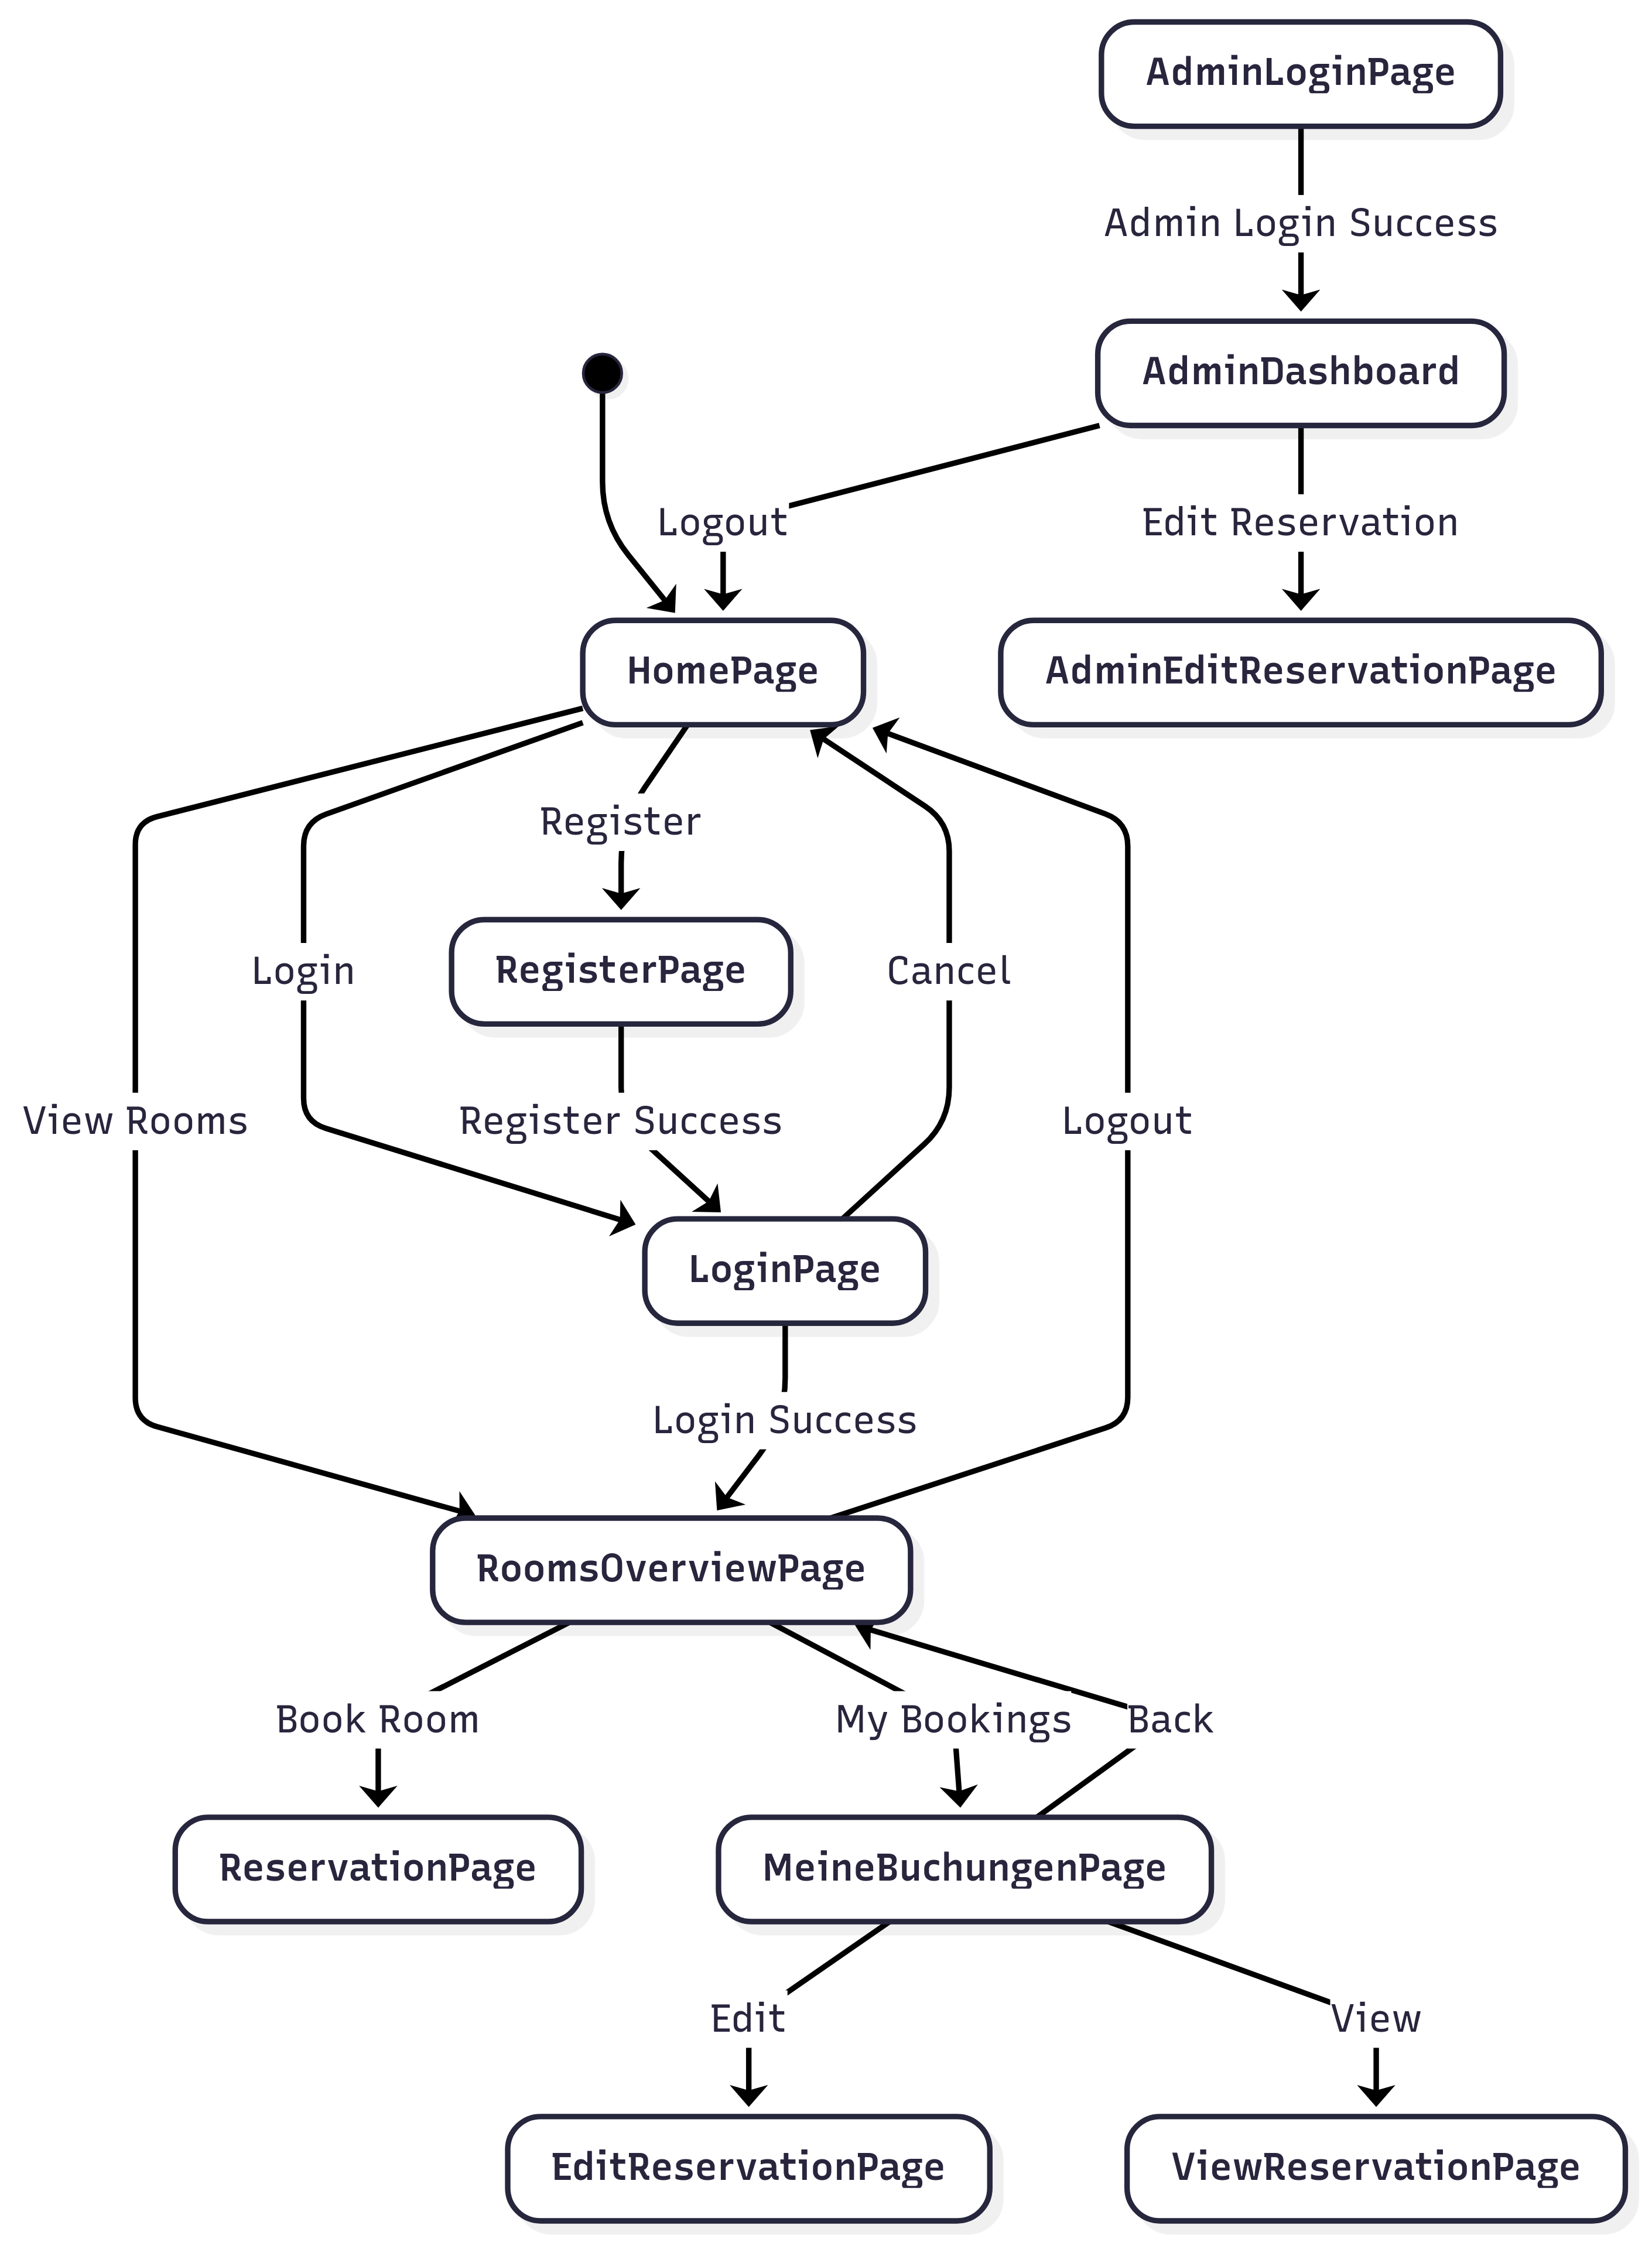 AdminLoginPage
Admin Login Success
AdminDashboard
Logout
Edit Reservation
HomePage
AdminEditReservationPage
Register
Login
RegisterPage
Cancel
View Rooms
Register Success
Logout
LoginPage
Login Success
RoomsOverviewPage
Book Room
My Bookings
Back
ReservationPage
MeineBuchungenPage
Edit
View
EditReservationPage
ViewReservationPage